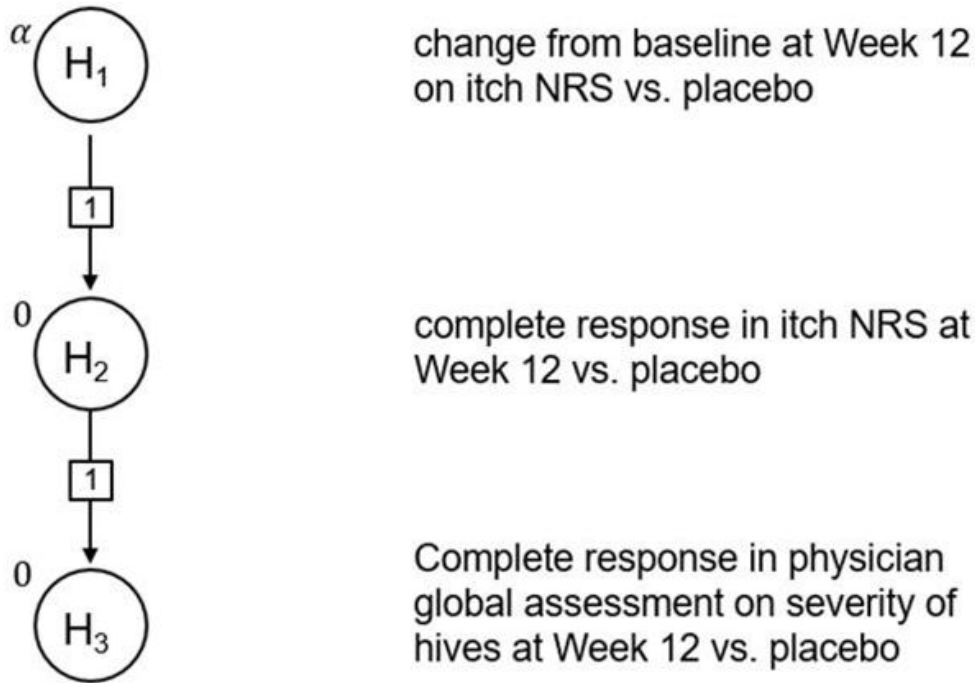 α
H₁
change from baseline at Week 12
on itch NRS vs. placebo
1
0
H₂
complete response in itch NRS at
Week 12 vs. placebo
1
0
H₃
Complete response in physician
global assessment on severity of
hives at Week 12 vs. placebo